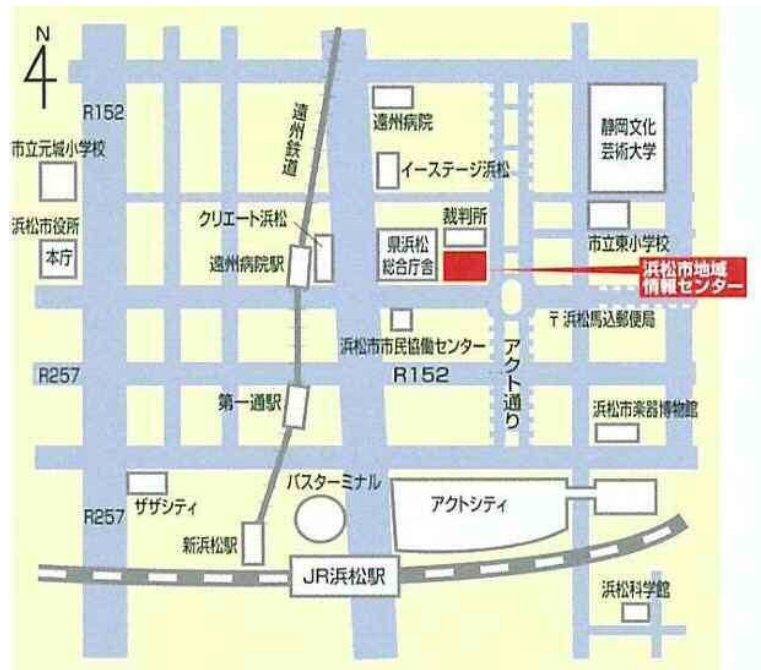 N
R152
遠州鉄道
遠州病院
静岡文化
芸術大学
市立元城小学校
イーステージ浜松
浜松市役所
本庁
クリエート浜松
遠州病院駅
県浜松
総合庁舎
裁判所
市立東小学校
浜松市地域
情報センター
〒浜松馬込郵便局
浜松市市民協働センター
アクト通り
R257
R152
第一通駅
浜松市楽器博物館
R257
ザザシティ
バスターミナル
アクトシティ
新浜松駅
JR浜松駅
浜松科学館